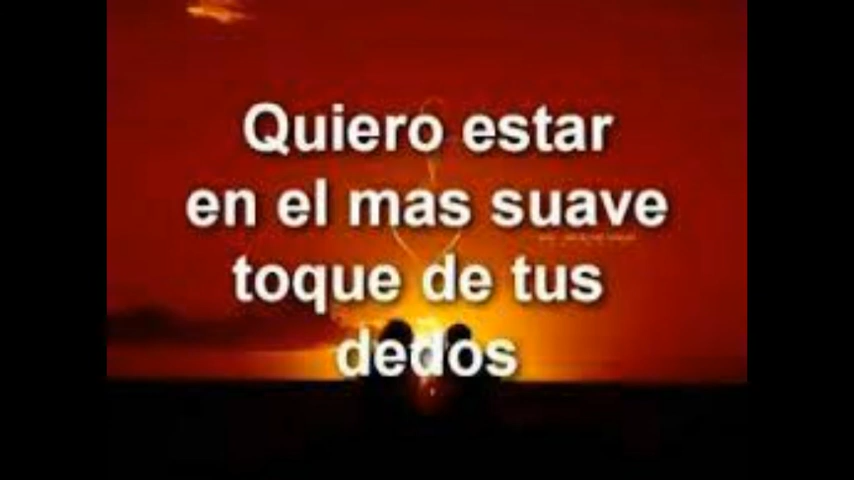 Quiero estar
en el mas suave
toque de tus
dedos